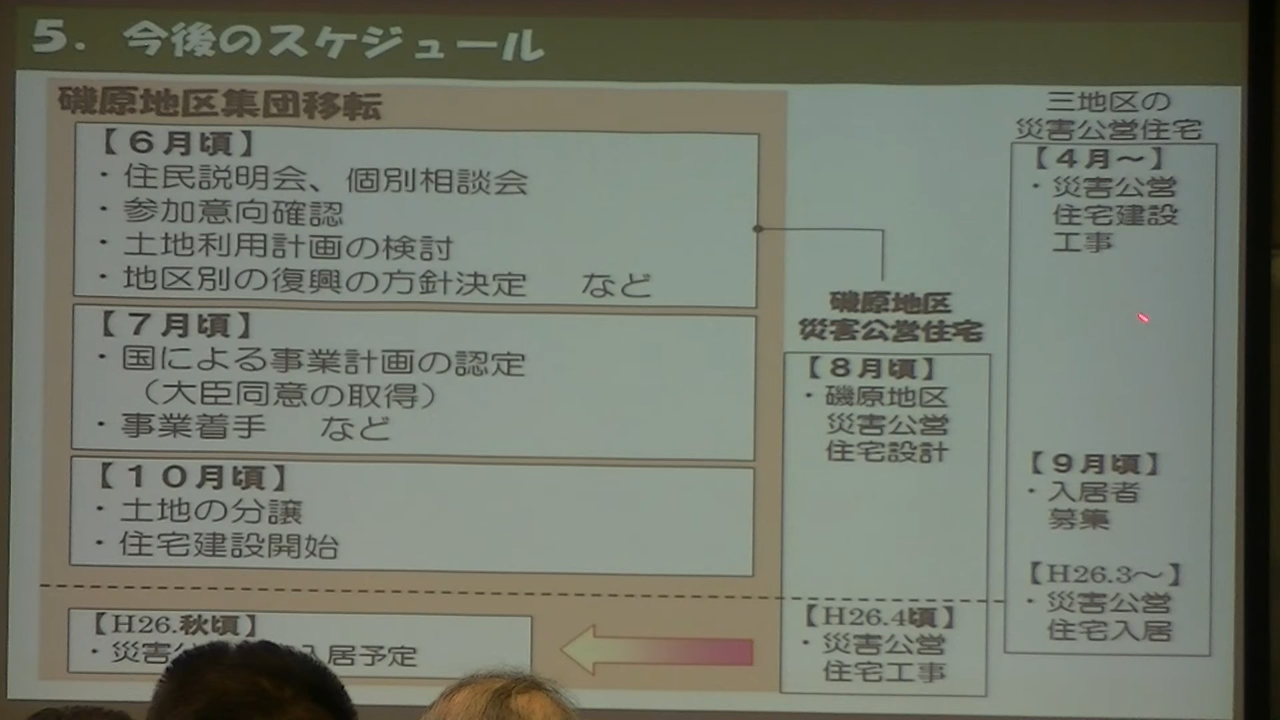 5. 今後のスケジュール
磯原地区集団移転
【6月頃】
・住民説明会、個別相談会
・参加意向確認
・土地利用計画の検討
・地区別の復興の方針決定 など
【7月頃】
・国による事業計画の認定
（大臣同意の取得）
・事業着手 など
【10月頃】
・土地の分譲
・住宅建設開始
【H26.秋頃】
・災害公 入居予定
磯原地区
災害公営住宅
【8月頃】
・磯原地区
災害公営
住宅設計
【H26.4頃】
・災害公営
住宅工事
三地区の
災害公営住宅
【4月～】
・災害公営
住宅建設
工事
【9月頃】
・入居者
募集
【H26.3～】
・災害公営
住宅入居